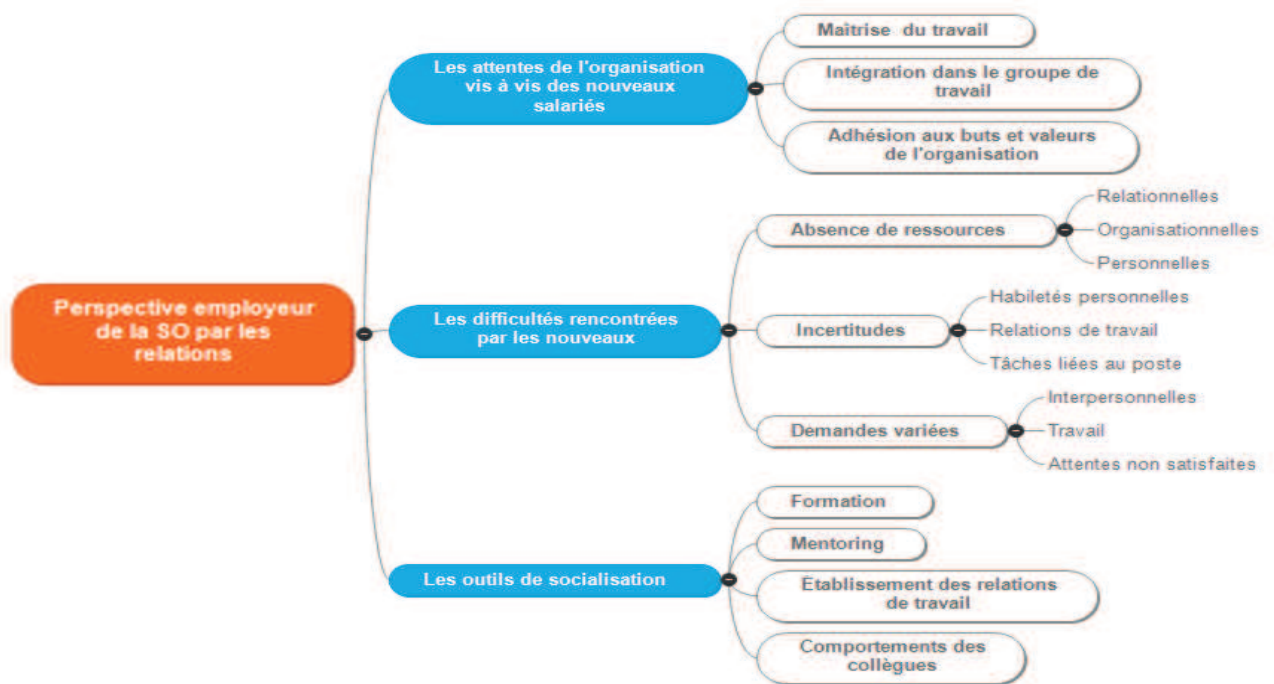 Perspective employeur
de la SO par les
relations
Les attentes de l'organisation
vis à vis des nouveaux
salariés
Maîtrise du travail
Intégration dans le groupe de
travail
Adhésion aux buts et valeurs
de l'organisation
Les difficultés rencontrées
par les nouveaux
Absence de ressources
Relationnelles
Organisationnelles
Personnelles
Incertitudes
Habiletés personnelles
Relations de travail
Tâches liées au poste
Demandes variées
Interpersonnelles
Travail
Attentes non satisfaites
Les outils de socialisation
Formation
Mentoring
Établissement des relations
de travail
Comportements des
collègues